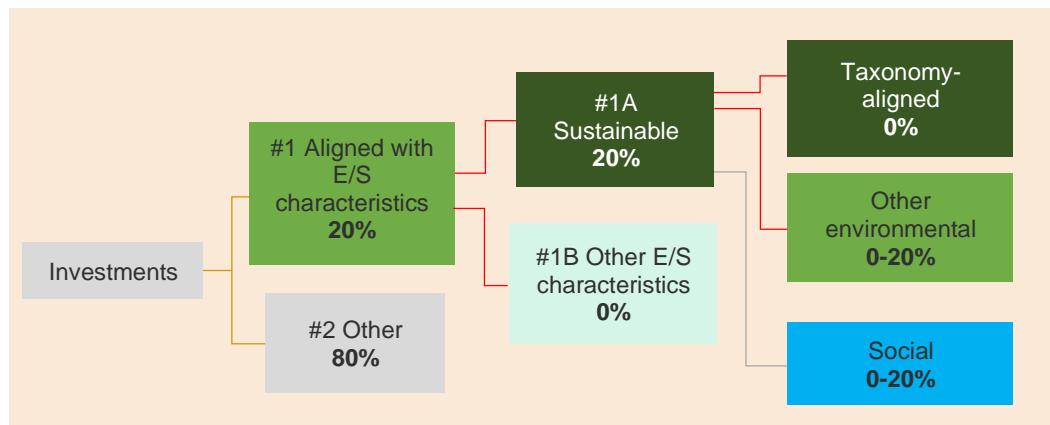 Investments
#1 Aligned with
E/S
characteristics
20%
#2 Other
80%
#1A
Sustainable
20%
#1B Other E/S
characteristics
0%
Taxonomy-
aligned
0%
Other
environmental
0-20%
Social
0-20%